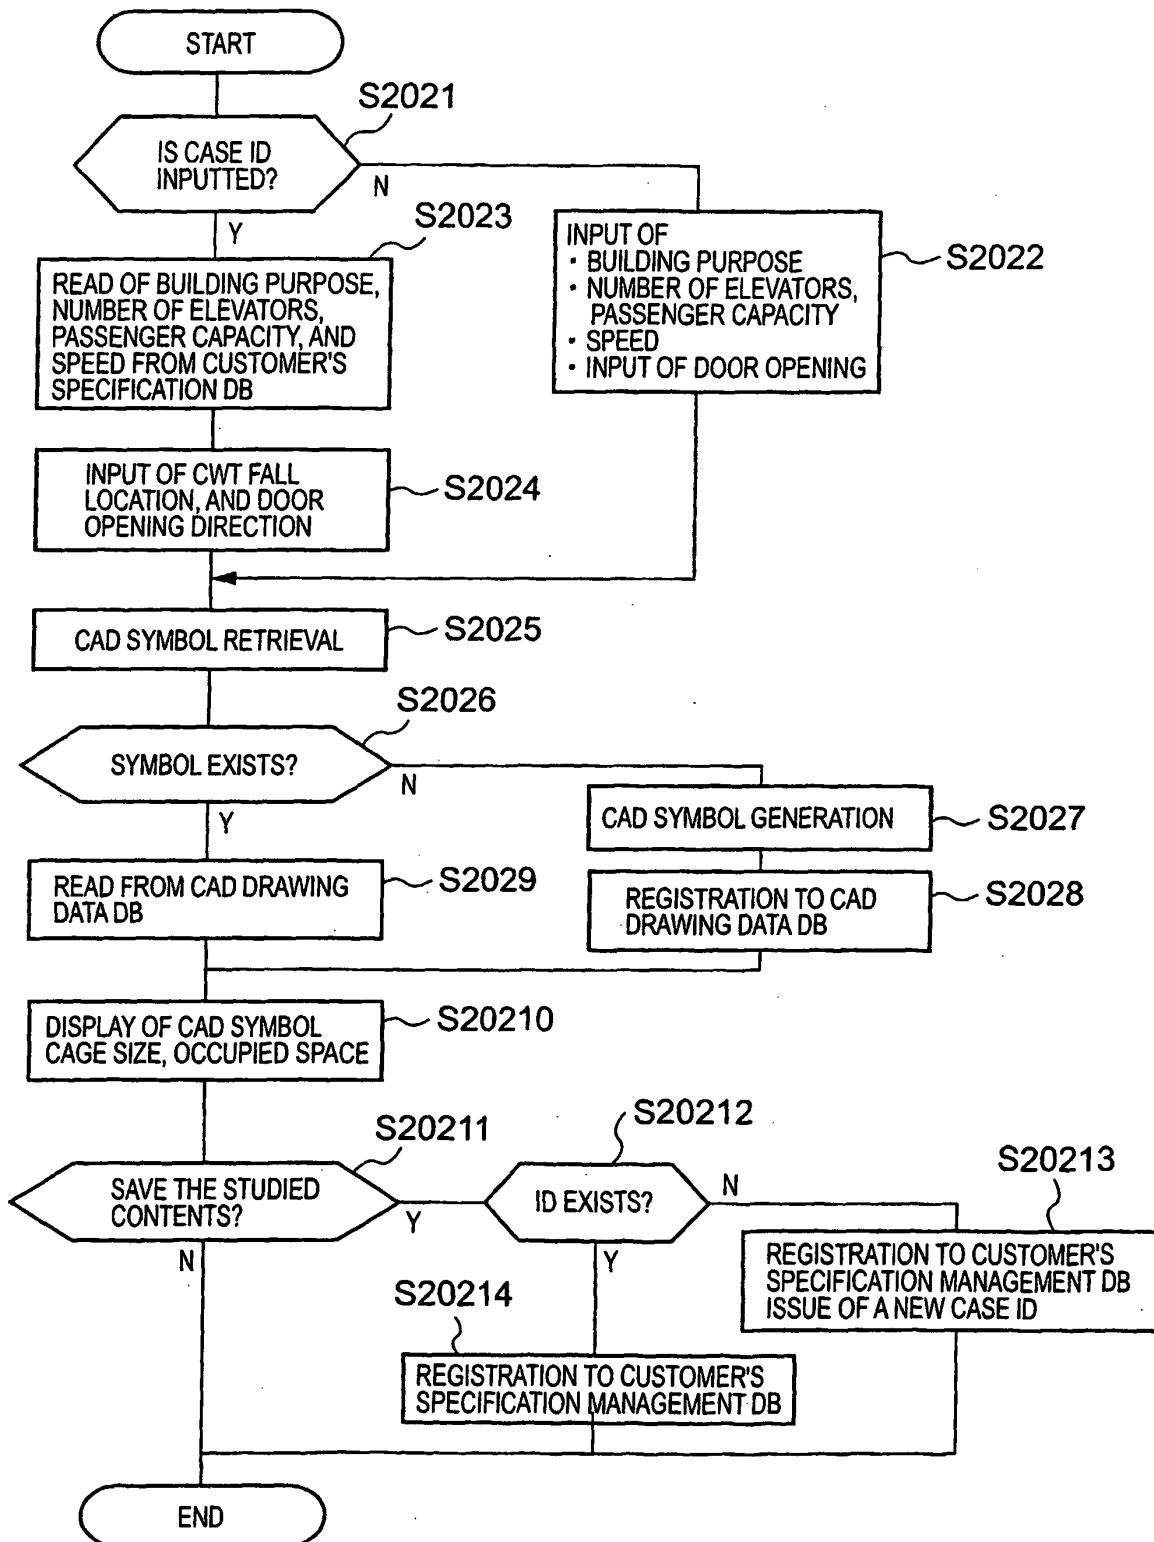 START
S2021
IS CASE ID
INPUTTED?
N
Y
S2023
READ OF BUILDING PURPOSE,
NUMBER OF ELEVATORS,
PASSENGER CAPACITY, AND
SPEED FROM CUSTOMER'S
SPECIFICATION DB
INPUT OF
· BUILDING PURPOSE
· NUMBER OF ELEVATORS,
PASSENGER CAPACITY
· SPEED
· INPUT OF DOOR OPENING
S2022
INPUT OF CWT FALL
LOCATION, AND DOOR
OPENING DIRECTION
S2024
CAD SYMBOL RETRIEVAL
S2025
S2026
SYMBOL EXISTS?
N
Y
CAD SYMBOL GENERATION
S2027
READ FROM CAD DRAWING
DATA DB
S2029
REGISTRATION TO CAD
DRAWING DATA DB
S2028
DISPLAY OF CAD SYMBOL
CAGE SIZE, OCCUPIED SPACE
S20210
S20211
SAVE THE STUDIED
CONTENTS?
Y
N
S20212
ID EXISTS?
N
Y
S20213
REGISTRATION TO CUSTOMER'S
SPECIFICATION MANAGEMENT DB
ISSUE OF A NEW CASE ID
S20214
REGISTRATION TO CUSTOMER'S
SPECIFICATION MANAGEMENT DB
END